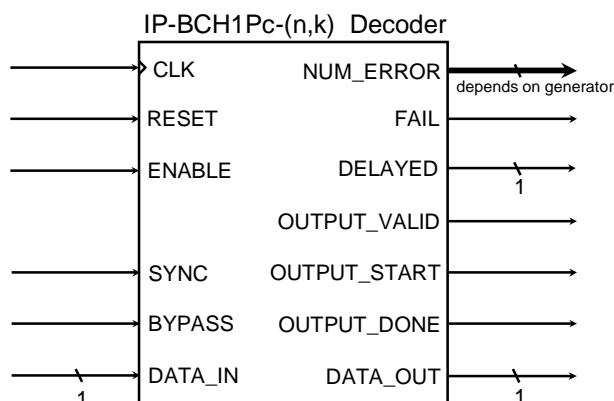 IP-BCH1Pc-(n,k) Decoder
CLK
NUM_ERROR
depends on generator
RESET
FAIL
ENABLE
DELAYED
1
OUTPUT_VALID
SYNC
OUTPUT_START
BYPASS
OUTPUT_DONE
DATA_IN
1
DATA_OUT
1